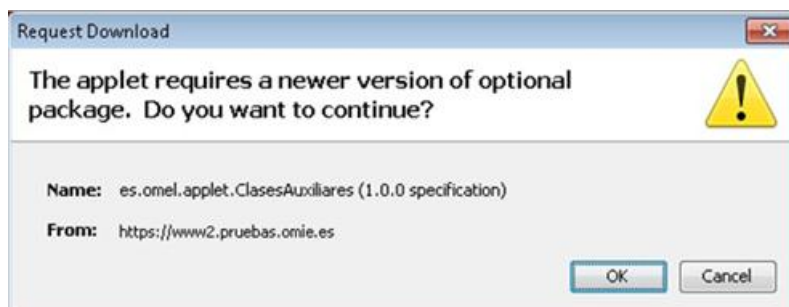 Request Download
The applet requires a newer version of optional
package. Do you want to continue?
Name: es.omel.applet.ClasesAuxiliares (1.0.0 specification)
From: https://www2.pruebas.omie.es
OK Cancel